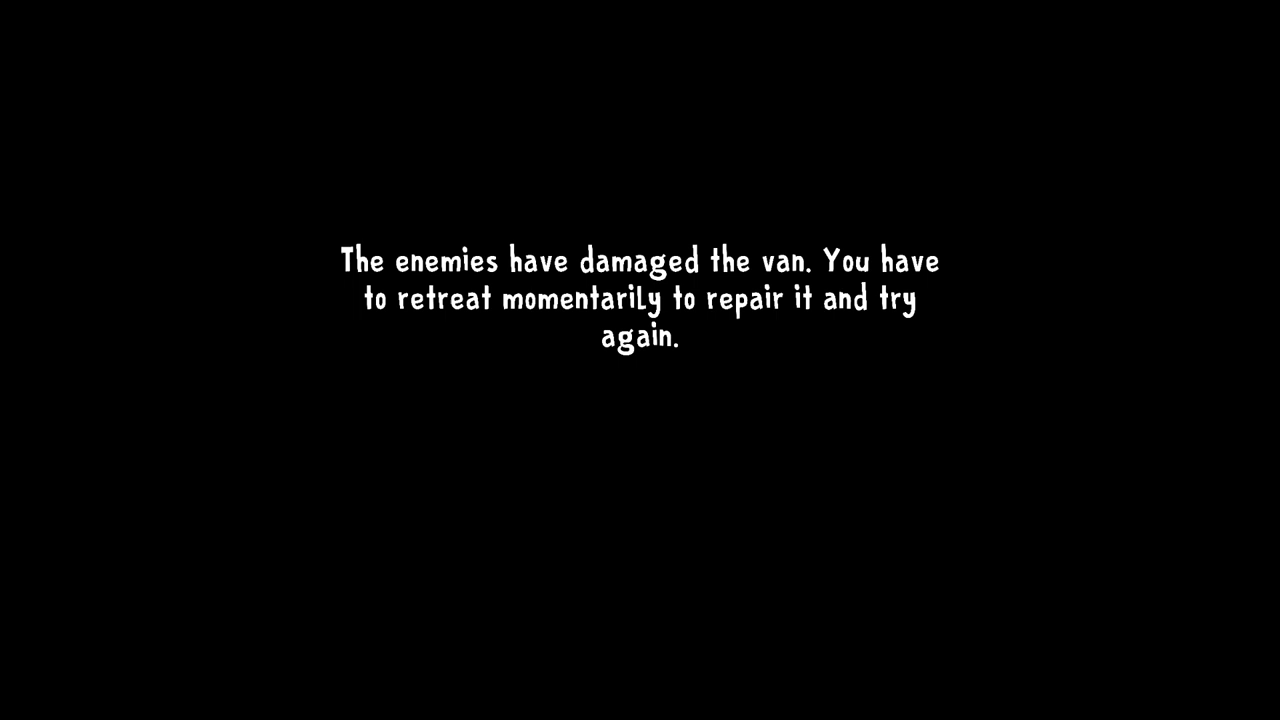 The enemies have damaged the van. You have
to retreat momentarily to repair it and try
again.